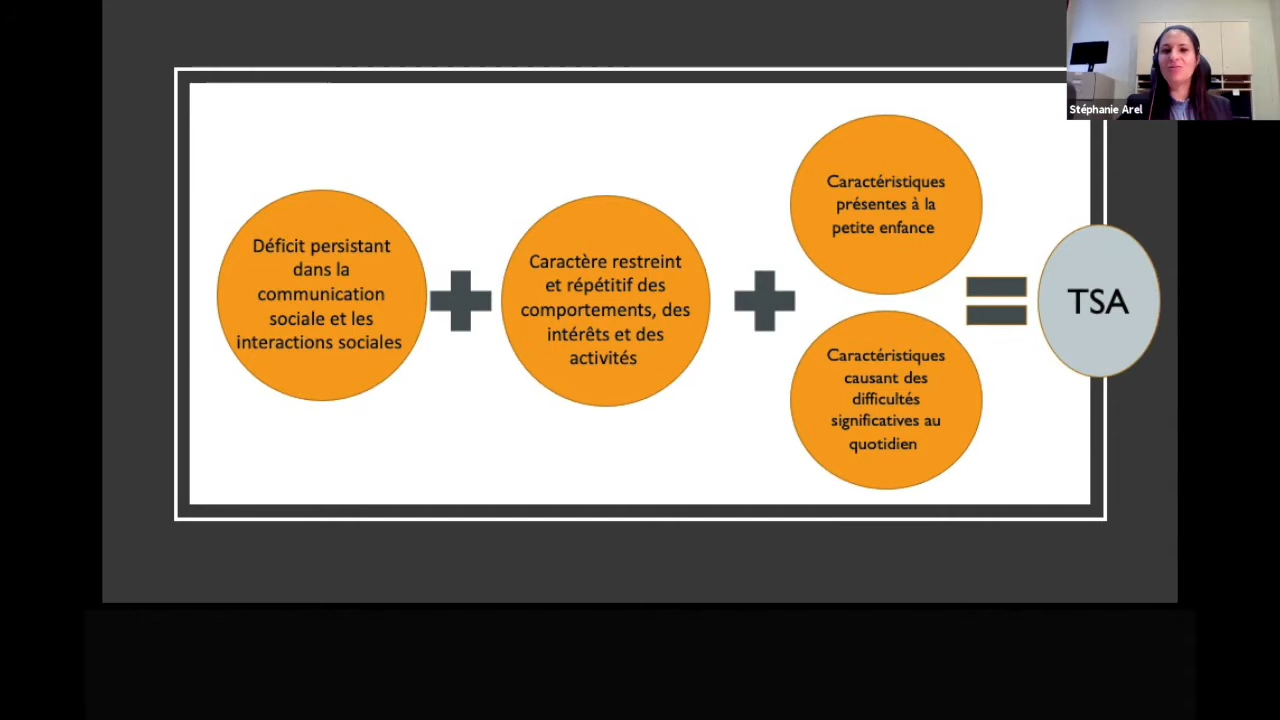 Stéphanie Arel
Déficit persistant
dans la
communication
sociale et les
interactions sociales
Caractère restreint
et répétitif des
comportements, des
intérêts et des
activités
Caractéristiques
présentes à la
petite enfance
Caractéristiques
causant des
difficultés
significatives au
quotidien
TSA